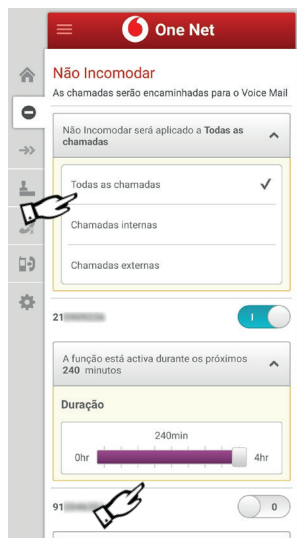 One Net
Não Incomodar
As chamadas serão encaminhadas para o Voice Mail
Não Incomodar será aplicado a Todas as
chamadas
Todas as chamadas
Chamadas internas
Chamadas externas
21
A função está activa durante os próximos
240 minutos
Duração
240min
0hr 4hr
91